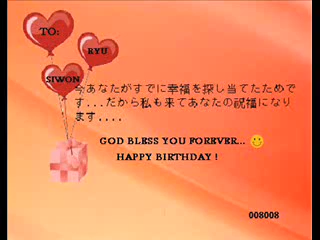 TO:
RYU
SIWON
今あなたがすでに幸福を探し当てたためで
す...だから私も来てあなたの祝福になり
ます....
GOD BLESS YOU FOREVER...
HAPPY BIRTHDAY !
008008